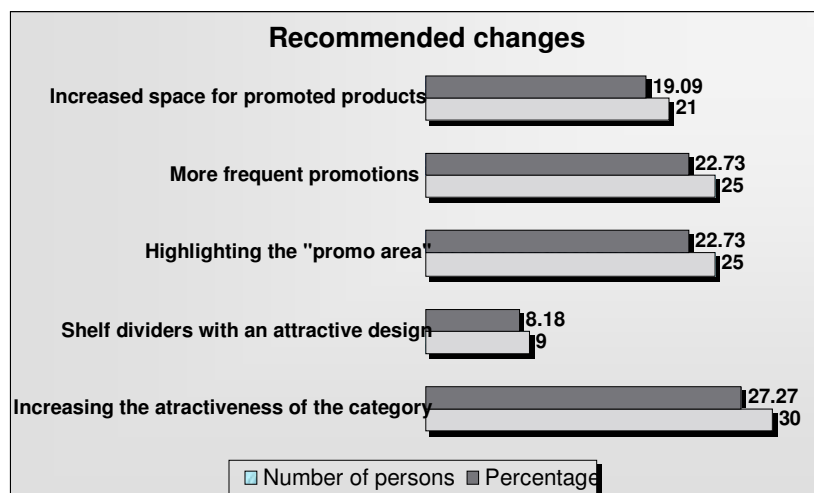 Recommended changes
Increased space for promoted products
19.09
21
More frequent promotions
22.73
25
Highlighting the "promo area"
22.73
25
Shelf dividers with an attractive design
8.18
9
Increasing the atractiveness of the category
27.27
30
Number of persons Percentage